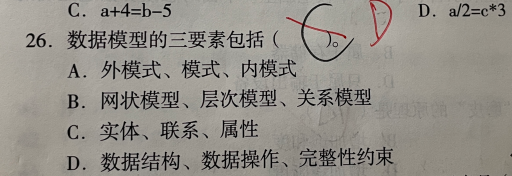 C．a+4=b−5 D．a/2=c*3
26．数据模型的三要素包括（C）。D
A．外模式、模式、内模式
B．网状模型、层次模型、关系模型
C．实体、联系、属性
D．数据结构、数据操作、完整性约束